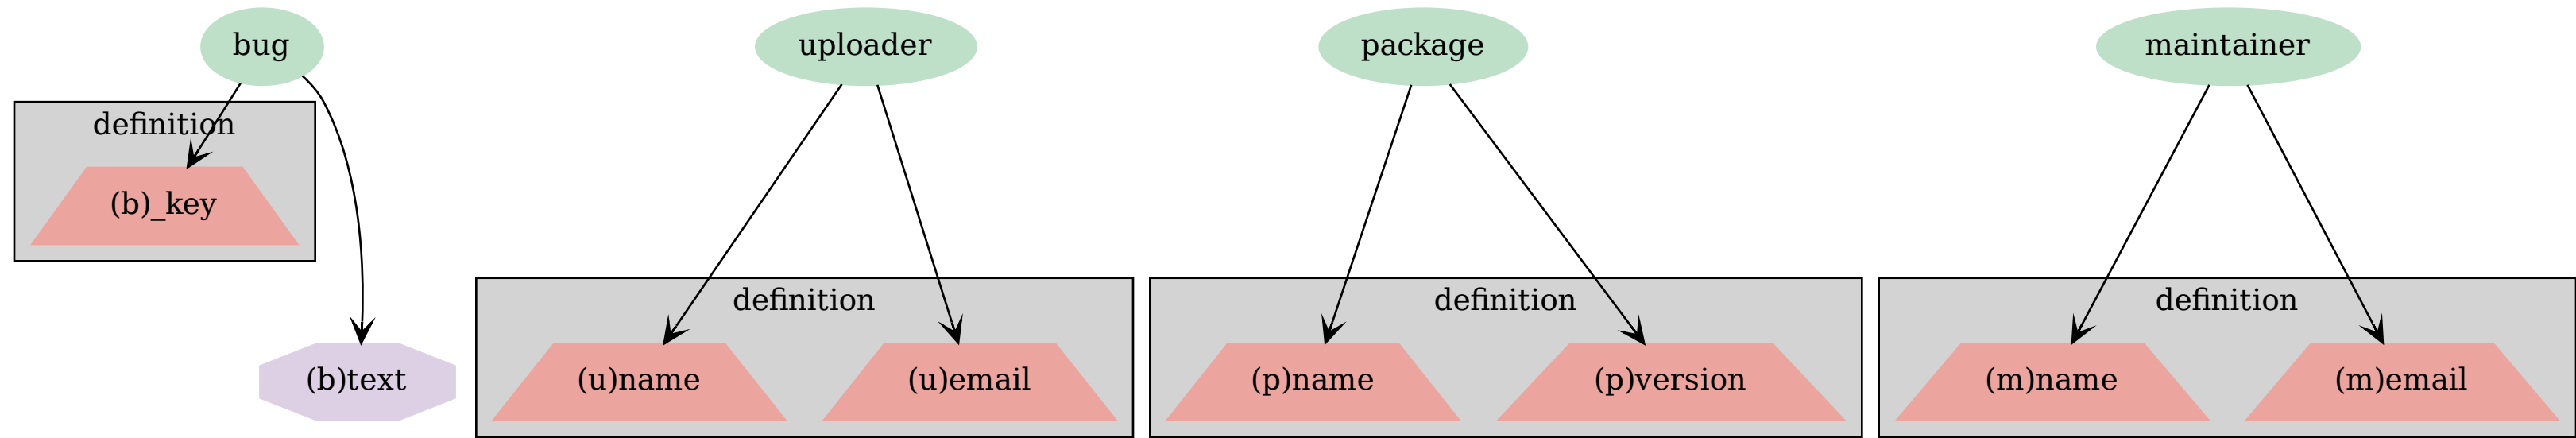 bug
uploader
package
maintainer
definition
(b)_key
definition
definition
definition
(b)text
(u)name
(u)email
(p)name
(p)version
(m)name
(m)email